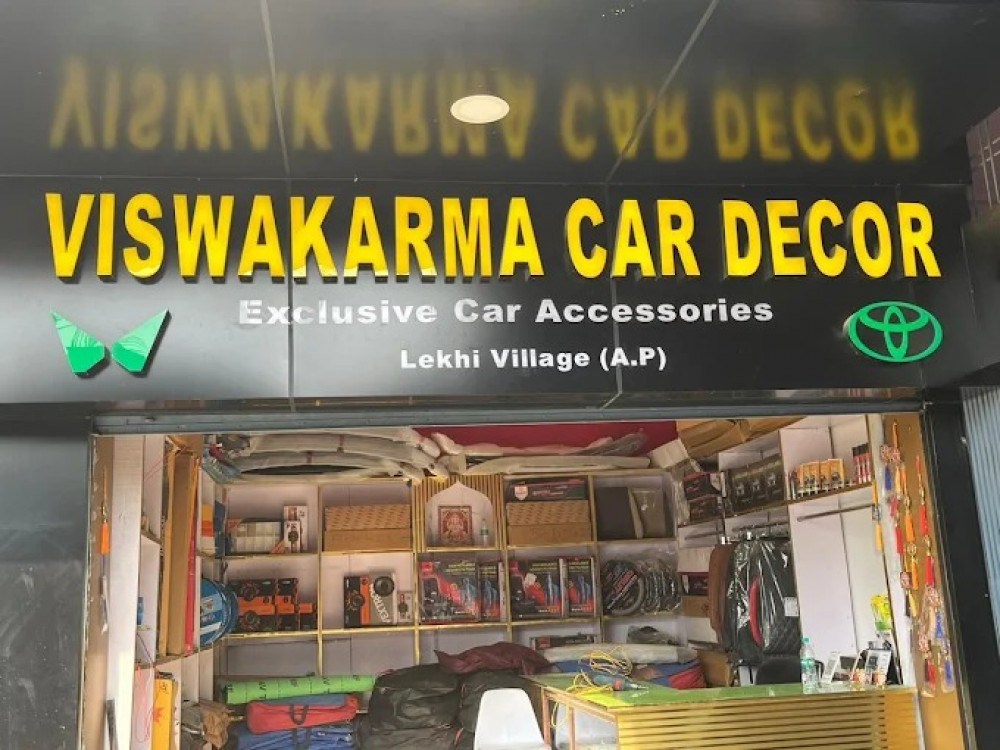 VISWAKARMA CAR DECOR
Exclusive Car Accessories
Lekhi Village (A.P)